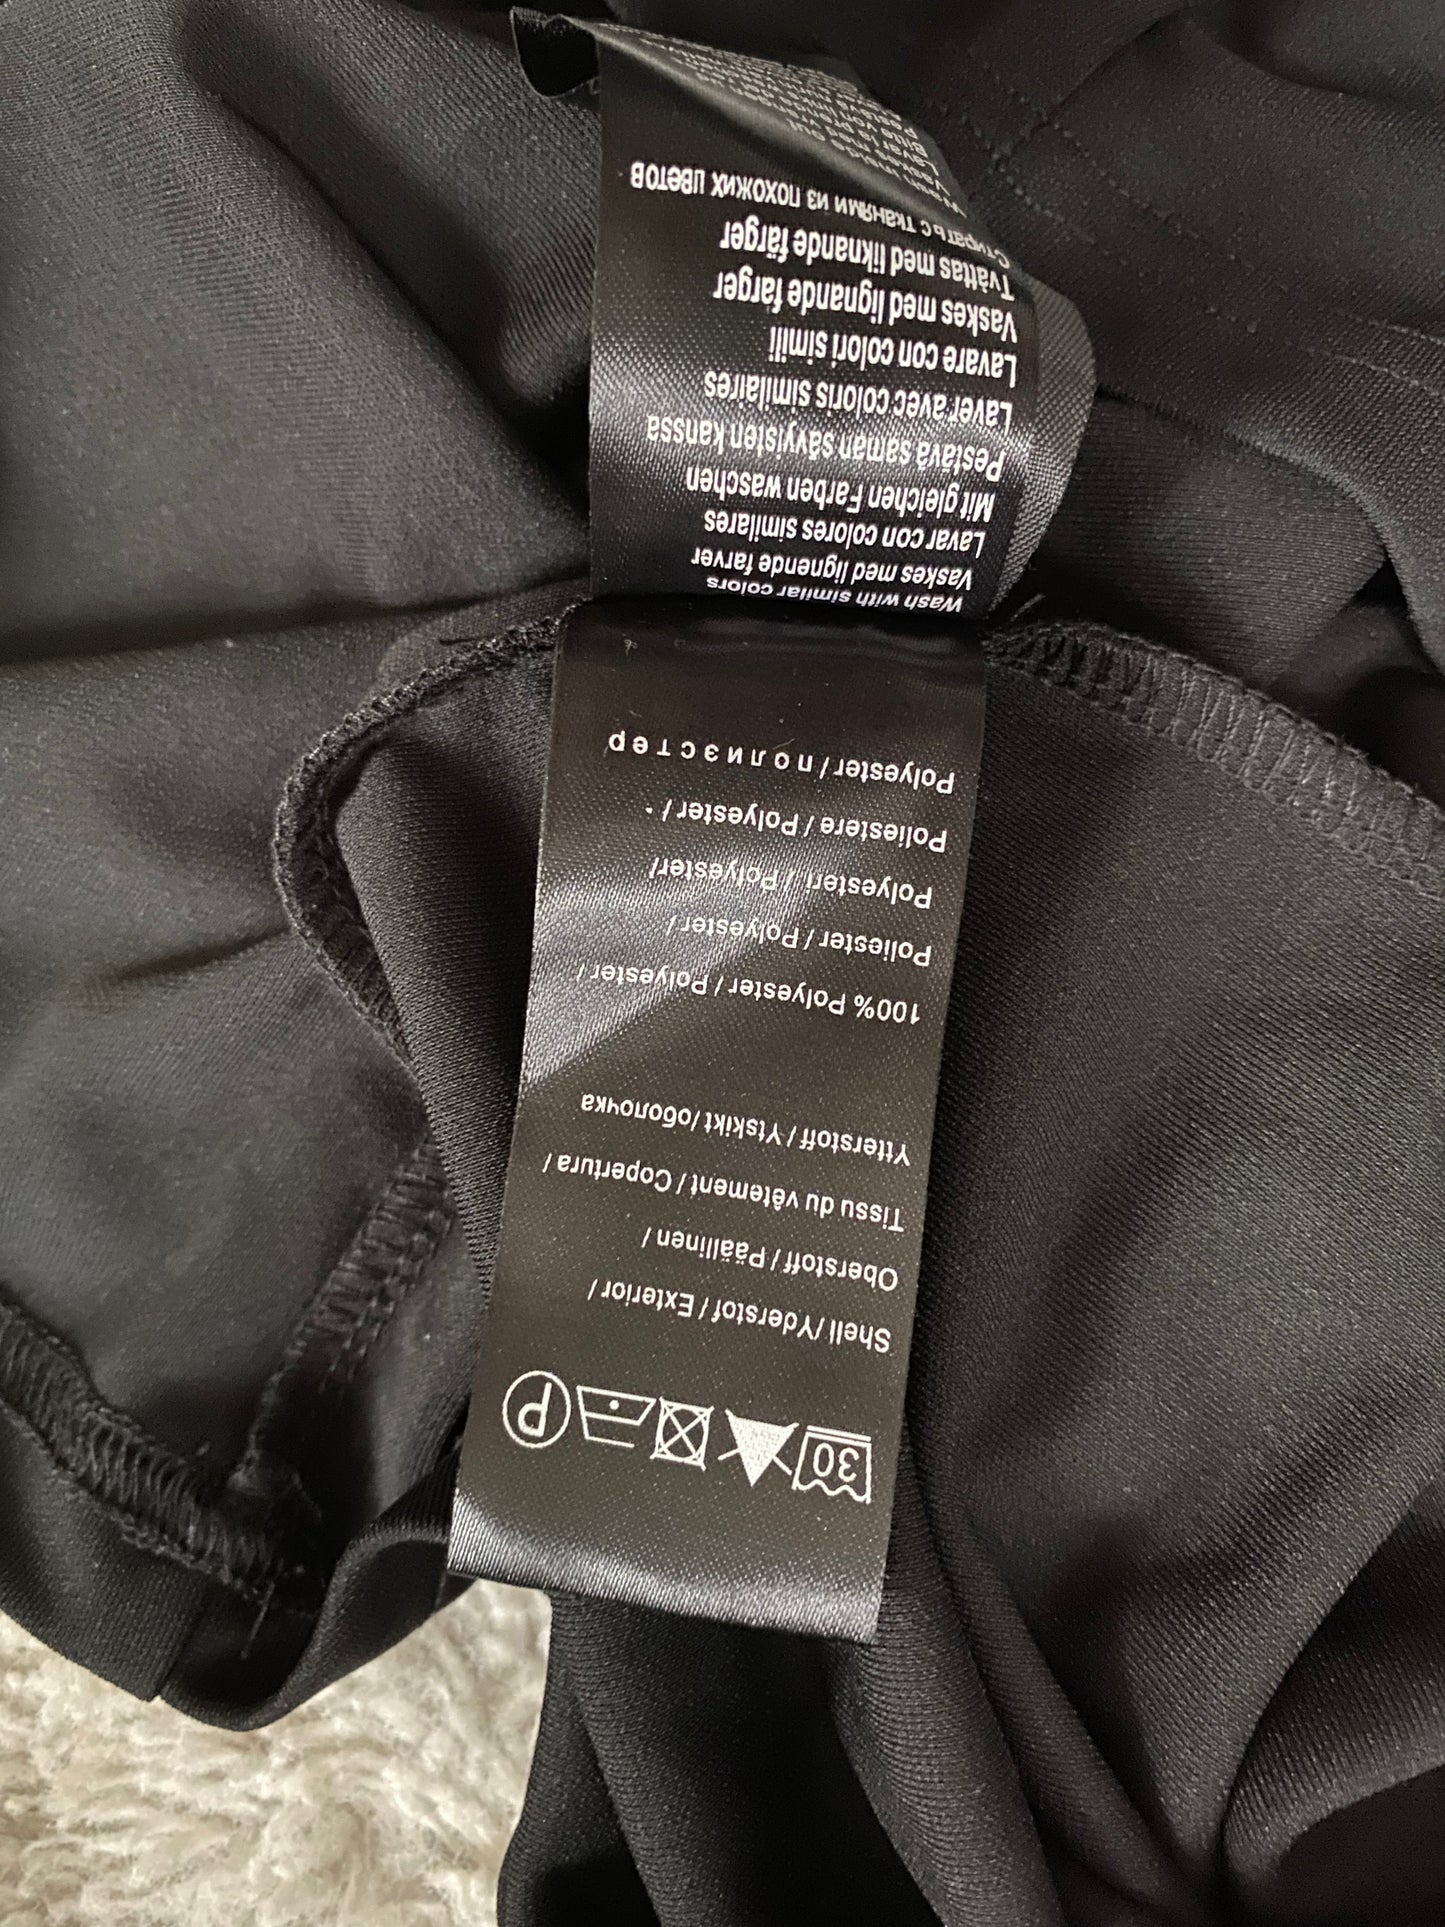 30 P
Shell / Yderstof / Exterior /
Oberstoff / Päällinen /
Tissu du vêtement / Copertura /
Ytterstoff / Ytskikt /оболочка
100% Polyester / Polyester /
Poliester / Polyester /
Polyesteri / Polyester/
Poliestere / Polyester /
Polyester / полиэстер
Wash with similar colors
Vaskes med lignende farver
Lavar con colores similares
Mit gleichen Farben waschen
Pestävä saman sävyisten kanssa
Laver avec coloris similaires
Lavare con colori simili
Vaskes med lignande farger
Tvättas med liknande färger
Стирать с тканями из похожих цветов
Wash inside out